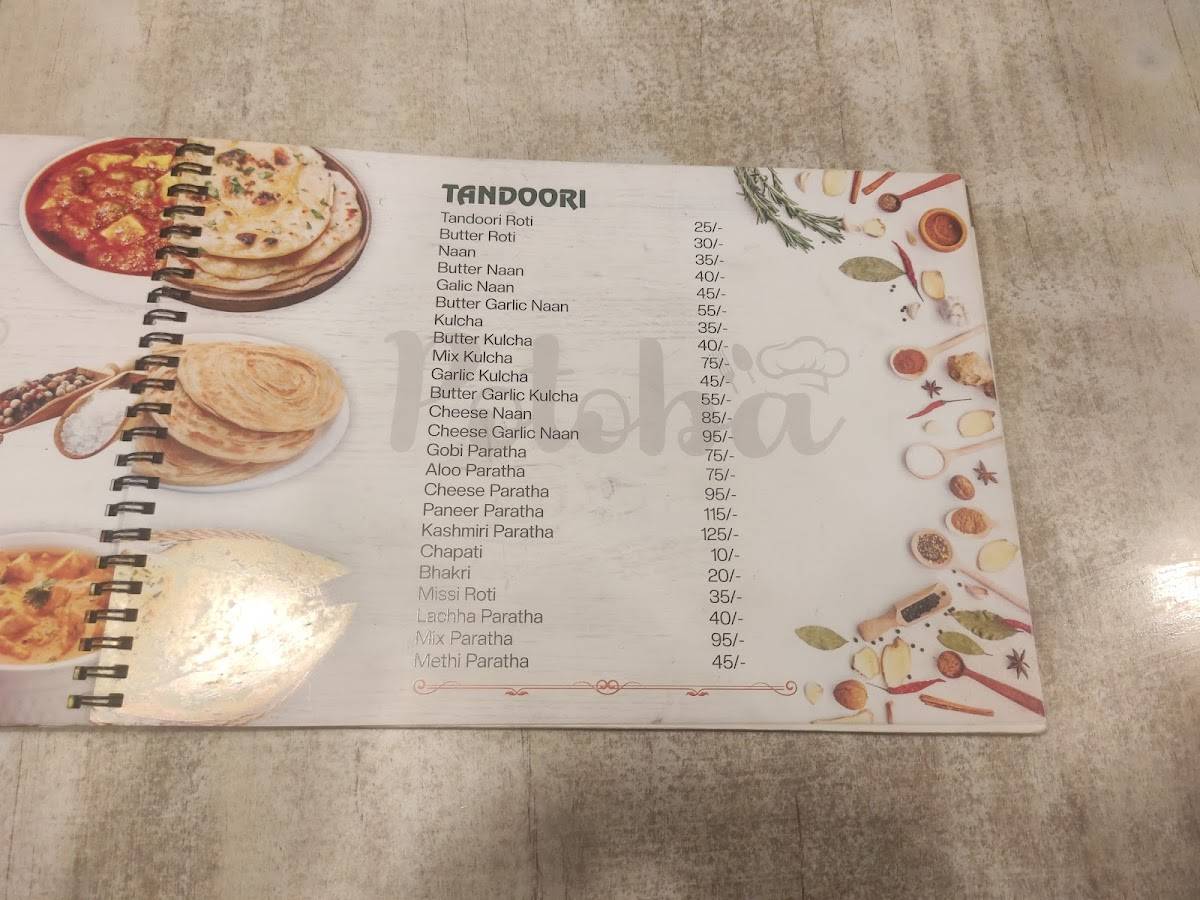 TANDOORI
Tandoori Roti 25/-
Butter Roti 30/-
Naan 35/-
Butter Naan 40/-
Galic Naan 45/-
Butter Garlic Naan 55/-
Kulcha 35/-
Butter Kulcha 40/-
Mix Kulcha 75/-
Garlic Kulcha 45/-
Butter Garlic Kulcha 55/-
Cheese Naan 85/-
Cheese Garlic Naan 95/-
Gobi Paratha 75/-
Aloo Paratha 75/-
Cheese Paratha 95/-
Paneer Paratha 115/-
Kashmiri Paratha 125/-
Chapati 10/-
Bhakri 20/-
Missi Roti 35/-
Lachha Paratha 40/-
Mix Paratha 95/-
Methi Paratha 45/-